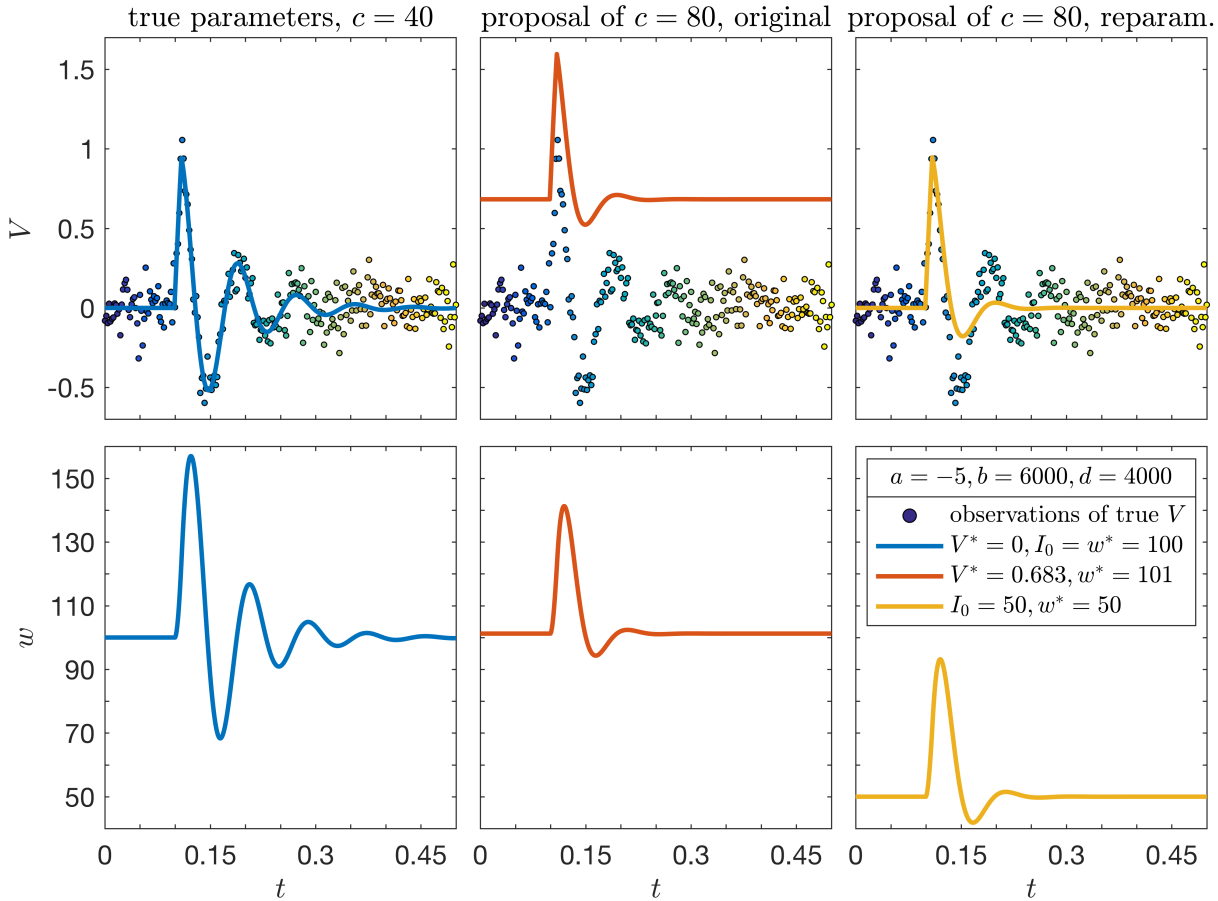 true parameters, c = 40
proposal of c = 80, original
proposal of c = 80, reparam.
V
1.5
1
0.5
0
-0.5
w
150
130
110
90
70
50
a = −5, b = 6000, d = 4000
observations of true V
V* = 0, I₀ = w* = 100
V* = 0.683, w* = 101
I₀ = 50, w* = 50
0 0.15 0.3 0.45
0 0.15 0.3 0.45
0 0.15 0.3 0.45
t
t
t